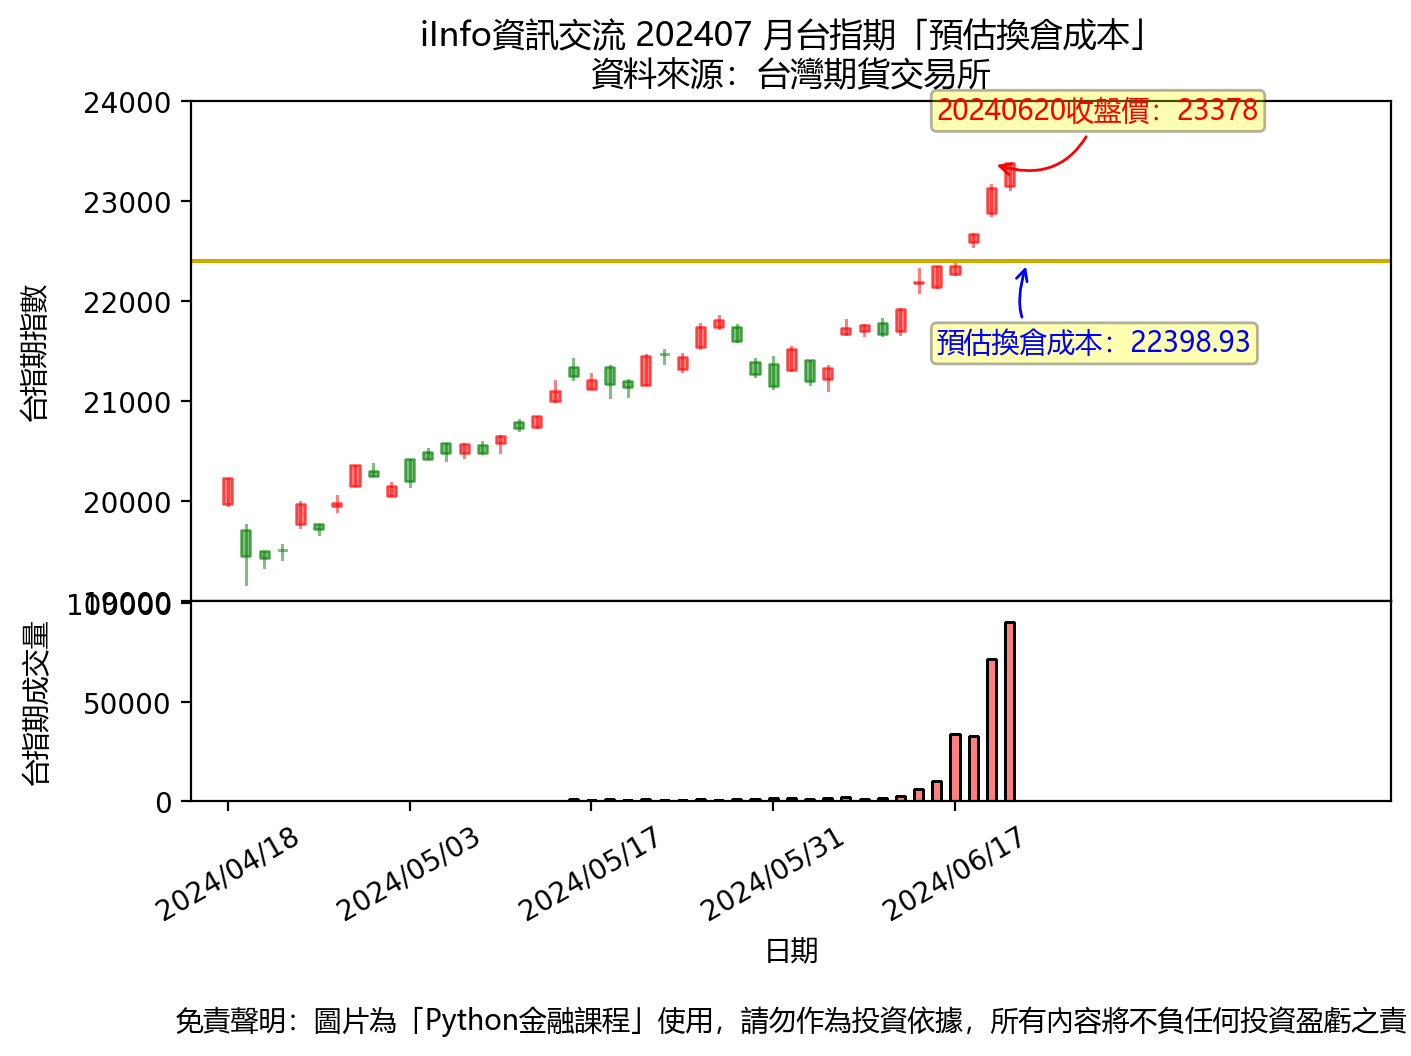 iInfo資訊交流 202407 月台指期「預估換倉成本」
資料來源：台灣期貨交易所
24000
23000
22000
21000
20000
19000
台指期指數
20240620收盤價：23378
預估換倉成本：22398.93
100000
50000
0
台指期成交量
2024/04/18
2024/05/03
2024/05/17
2024/05/31
2024/06/17
日期
免責聲明：圖片為「Python金融課程」使用，請勿作為投資依據，所有內容將不負任何投資盈虧之責